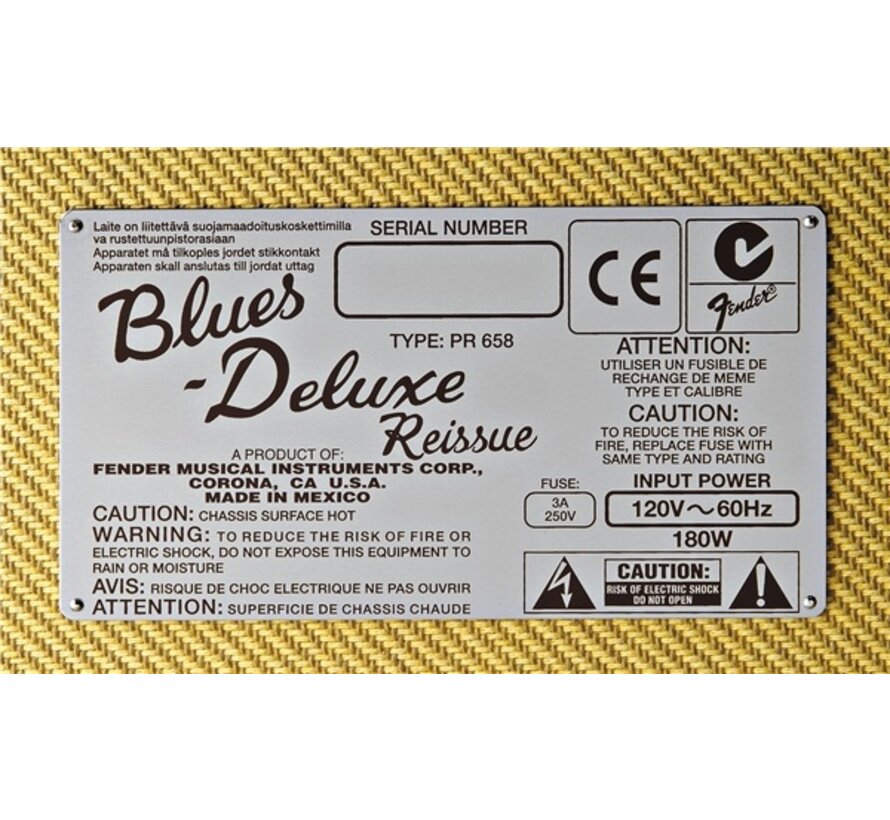 Laite on liitettävä suojamaadoituskoskettimilla
va rustettuunpistorasiaan
Apparatet må tilkoples jordet stikkontakt
Apparaten skall anslutas till jordat uttag
SERIAL NUMBER
TYPE: PR 658
Blues
-Deluxe
Reissue
A PRODUCT OF:
FENDER MUSICAL INSTRUMENTS CORP.,
CORONA, CA U.S.A.
MADE IN MEXICO
CAUTION: CHASSIS SURFACE HOT
WARNING: TO REDUCE THE RISK OF FIRE OR
ELECTRIC SHOCK, DO NOT EXPOSE THIS EQUIPMENT TO
RAIN OR MOISTURE
AVIS: RISQUE DE CHOC ELECTRIQUE NE PAS OUVRIR
ATTENTION: SUPERFICIE DE CHASSIS CHAUDE
CE
Fender®
ATTENTION:
UTILISER UN FUSIBLE DE
RECHANGE DE MEME
TYPE ET CALIBRE
CAUTION:
TO REDUCE THE RISK OF
FIRE, REPLACE FUSE WITH
SAME TYPE AND RATING
FUSE:
3A
250V
INPUT POWER
120V~60Hz
180W
CAUTION:
RISK OF ELECTRIC SHOCK
DO NOT OPEN